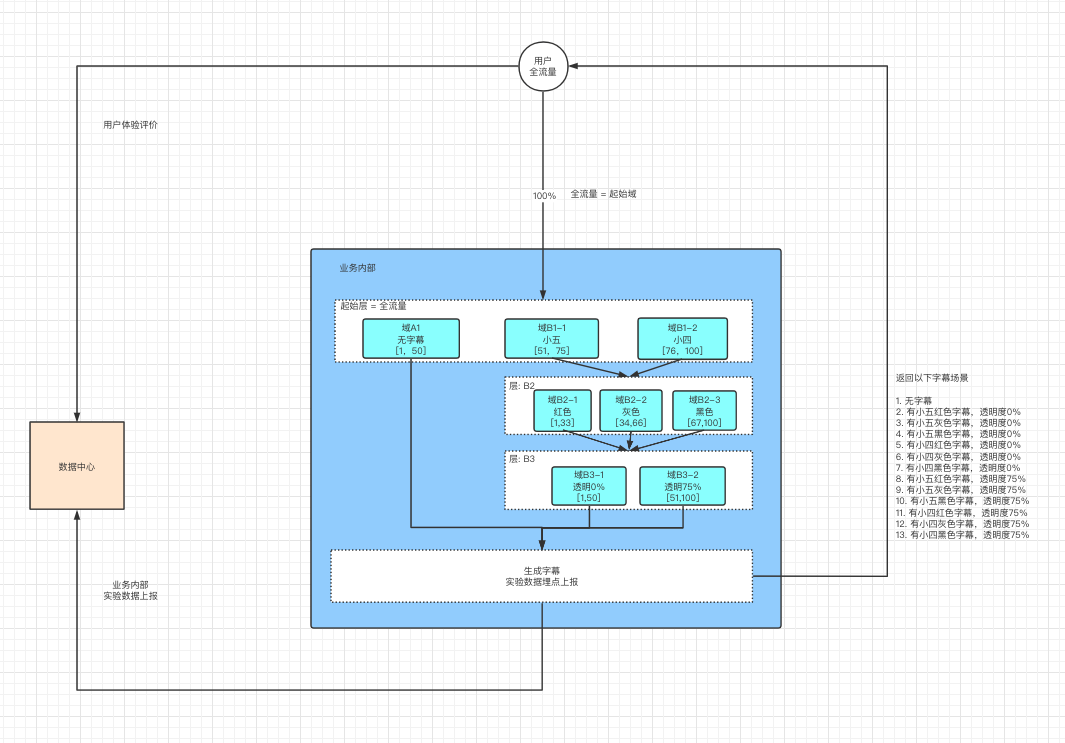 用户
全流量
用户体验评价
100%
全流量 = 起始域
业务内部
起始层 = 全流量
域A1
无字幕
[1，50]
域B1-1
小五
[51，75]
域B1-2
小四
[76，100]
层: B2
域B2-1
红色
[1,33]
域B2-2
灰色
[34,66]
域B2-3
黑色
[67,100]
层: B3
域B3-1
透明0%
[1,50]
域B3-2
透明75%
[51,100]
生成字幕
实验数据埋点上报
返回以下字幕场景
1. 无字幕
2. 有小五红色字幕，透明度0%
3. 有小五灰色字幕，透明度0%
4. 有小五黑色字幕，透明度0%
5. 有小四红色字幕，透明度0%
6. 有小四灰色字幕，透明度0%
7. 有小四黑色字幕，透明度0%
8. 有小五红色字幕，透明度75%
9. 有小五灰色字幕，透明度75%
10. 有小五黑色字幕，透明度75%
11. 有小四红色字幕，透明度75%
12. 有小四灰色字幕，透明度75%
13. 有小四黑色字幕，透明度75%
数据中心
业务内部
实验数据上报